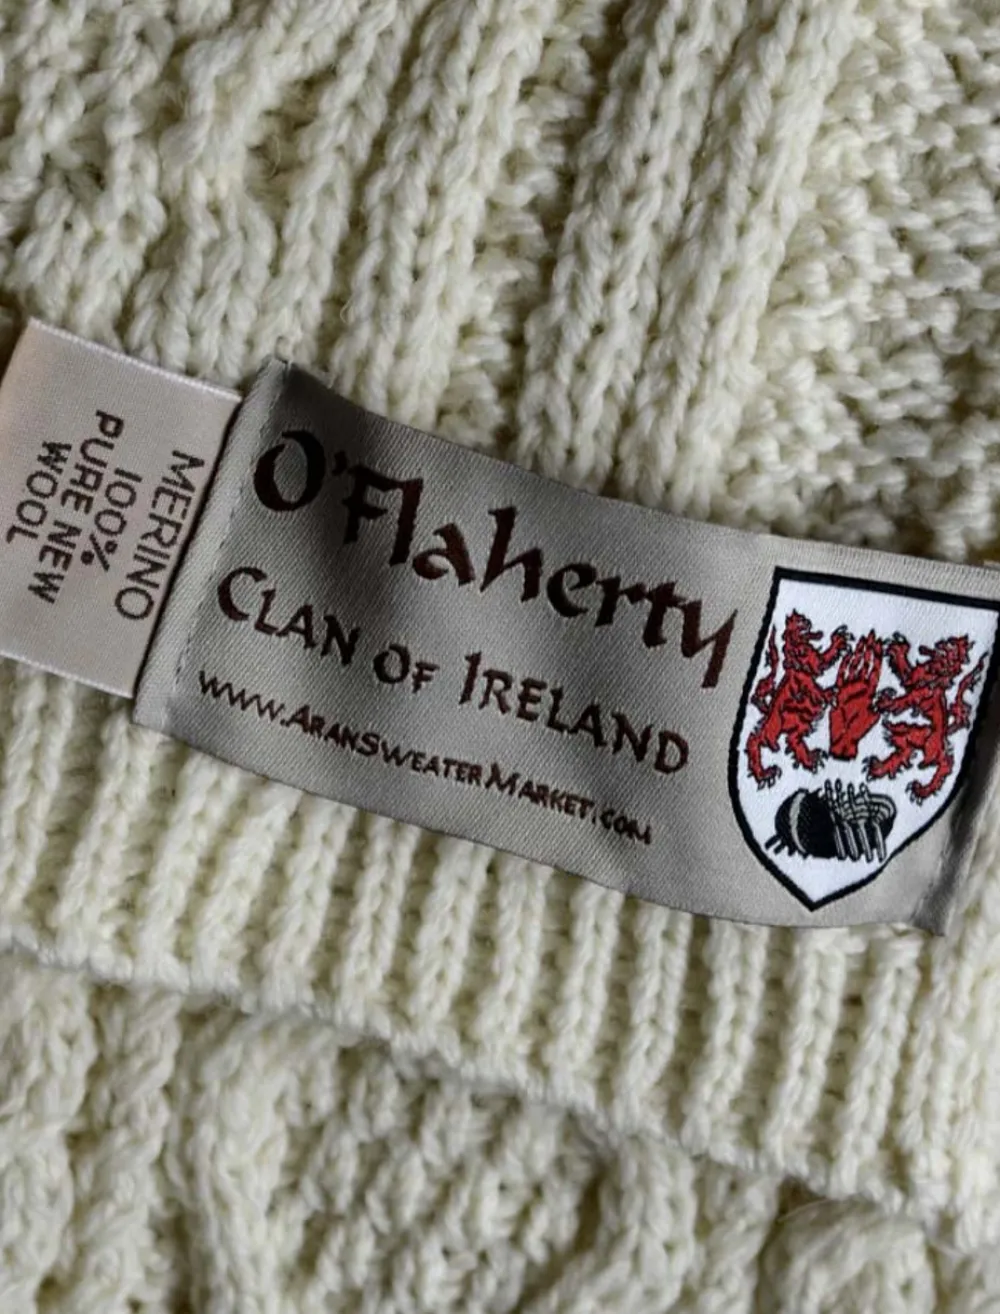 O'Flaherty
CLAN OF IRELAND
WWW.ARANSWEATERMARKET.COM
MERINO
100%
PURE NEW
WOOL